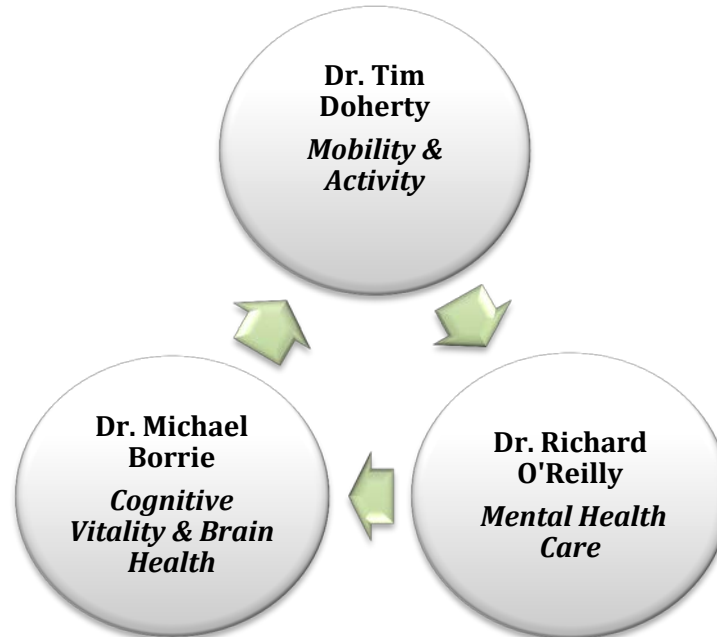 Dr. Tim
Doherty
Mobility &
Activity
Dr. Michael
Borrie
Cognitive
Vitality & Brain
Health
Dr. Richard
O'Reilly
Mental Health
Care